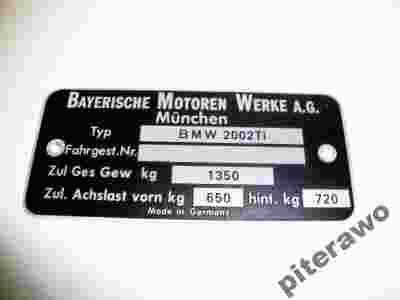 BAYERISCHE MOTOREN WERKE A.G.
München
Typ BMW 2002TI
Fahrgest.Nr.
Zul Ges Gew kg 1350
Zul. Achslast vorn kg 650 hint. kg 720
Made in Germany
piterawo